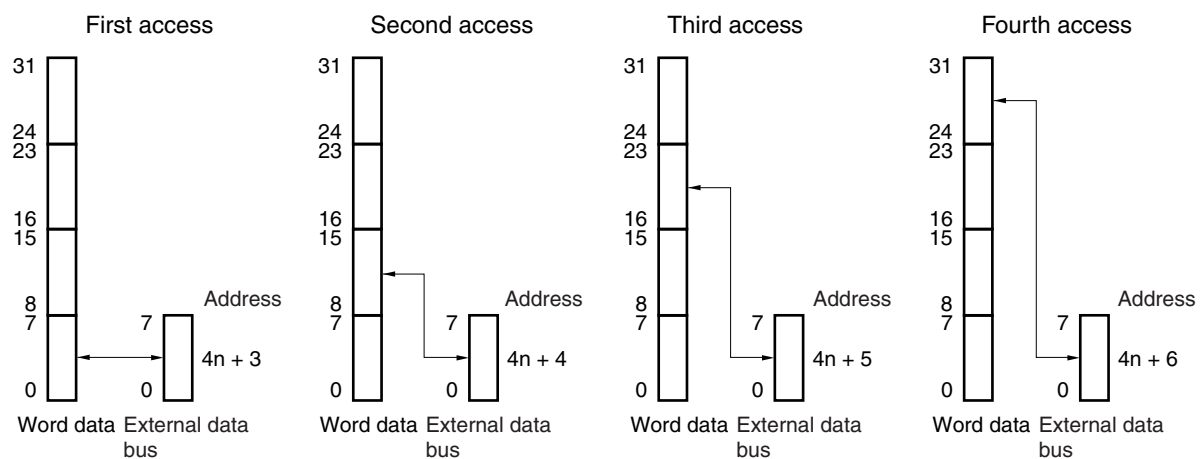 First access
31
24
23
16
15
8
7
0
Address
7
4n + 3
0
Word data External data
bus
Second access
31
24
23
16
15
8
7
0
Address
7
4n + 4
0
Word data External data
bus
Third access
31
24
23
16
15
8
7
0
Address
7
4n + 5
0
Word data External data
bus
Fourth access
31
24
23
16
15
8
7
0
Address
7
4n + 6
0
Word data External data
bus